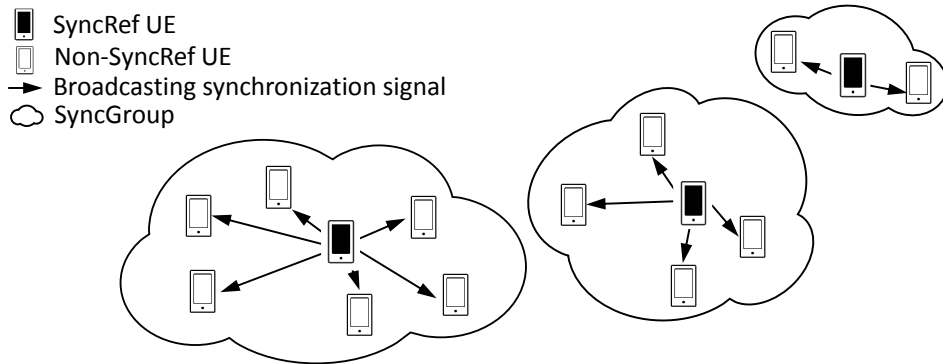 SyncRef UE
Non-SyncRef UE
Broadcasting synchronization signal
SyncGroup